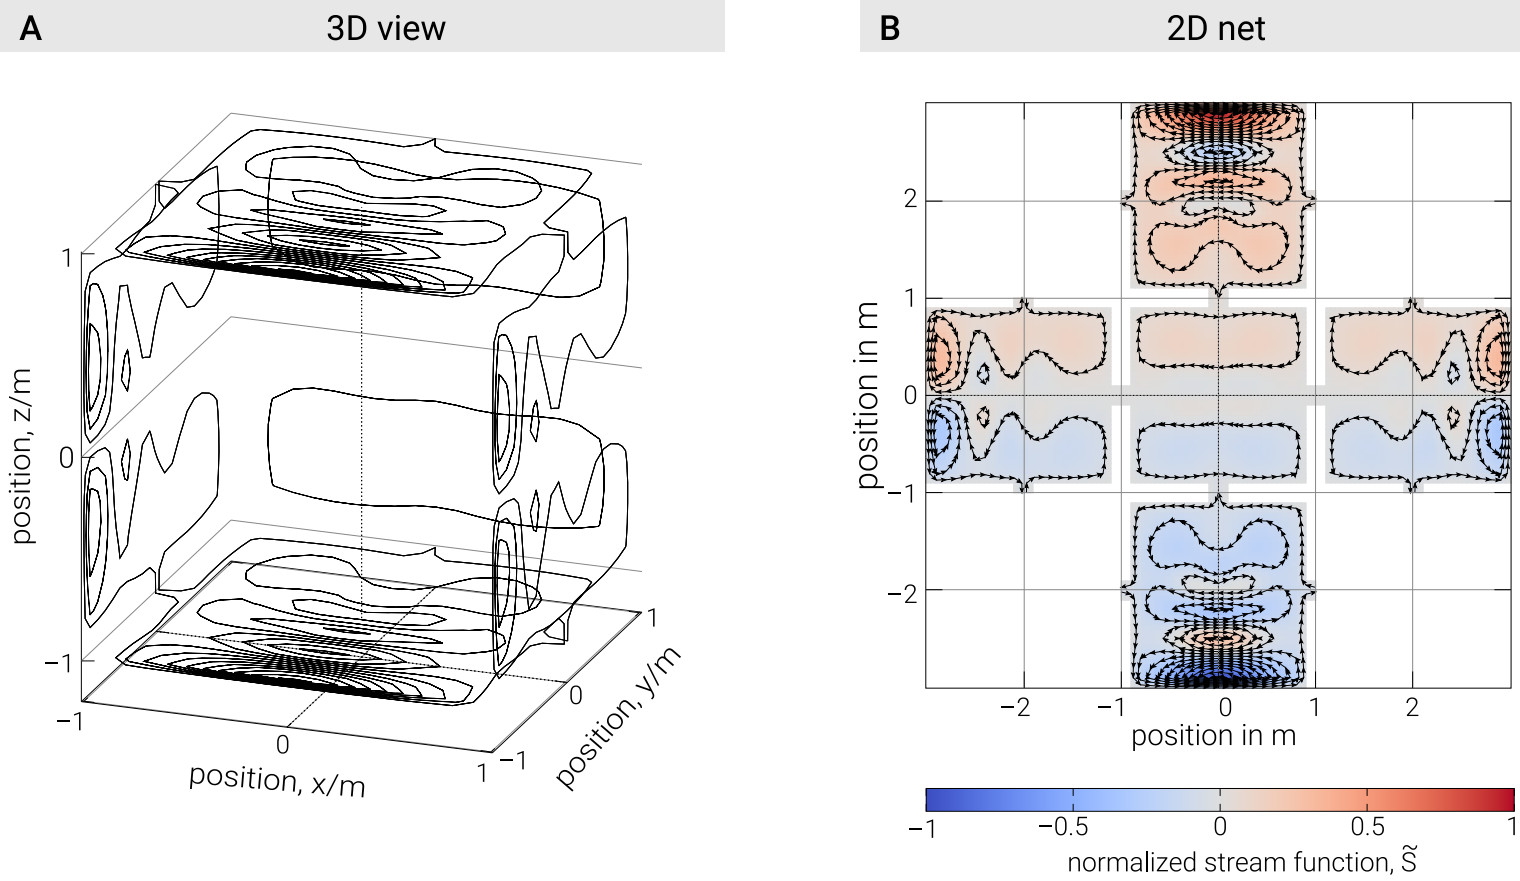 A
3D view
1
0
−1
position, z/m
−1
0
1
position, x/m
−1
0
1
position, y/m
B
2D net
2
1
0
−1
−2
position in m
−2
−1
0
1
2
position in m
−1
−0.5
0
0.5
1
normalized stream function, S̃